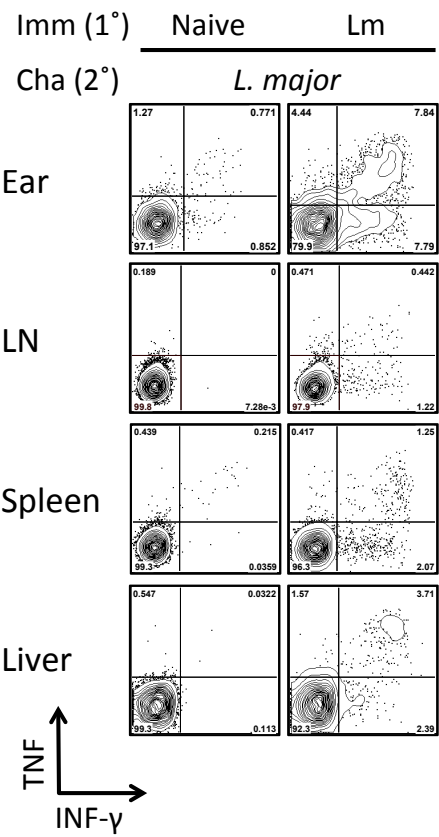 Imm (1˚) Naive Lm
Cha (2˚) L. major
Ear
1.27 0.771 4.44 7.84
97.1 0.852 79.9 7.79
LN
0.189 0 0.471 0.442
99.8 7.28e-3 97.9 1.22
Spleen
0.439 0.215 0.417 1.25
99.3 0.0359 96.3 2.07
Liver
0.547 0.0322 1.57 3.71
99.3 0.113 92.3 2.39
TNF
INF-γ